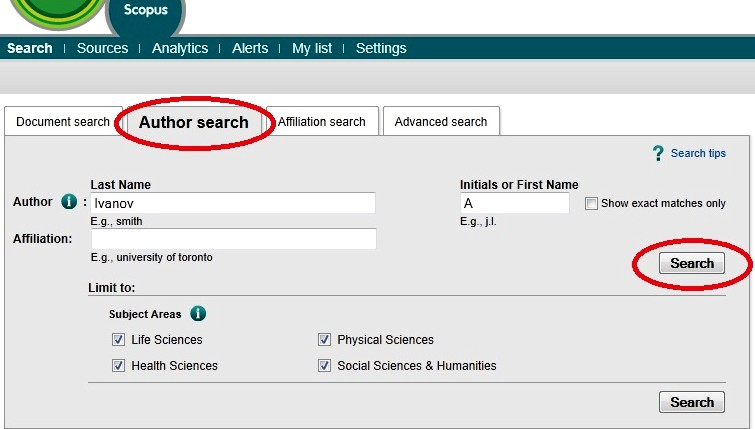 Scopus
Search | Sources | Analytics | Alerts | My list | Settings
Document search Author search Affiliation search Advanced search
? Search tips
Last Name Initials or First Name
Author i : Ivanov A Show exact matches only
E.g., smith E.g., j.l.
Affiliation:
E.g., university of toronto
Search
Limit to:
Subject Areas i
Life Sciences Physical Sciences
Health Sciences Social Sciences & Humanities
Search